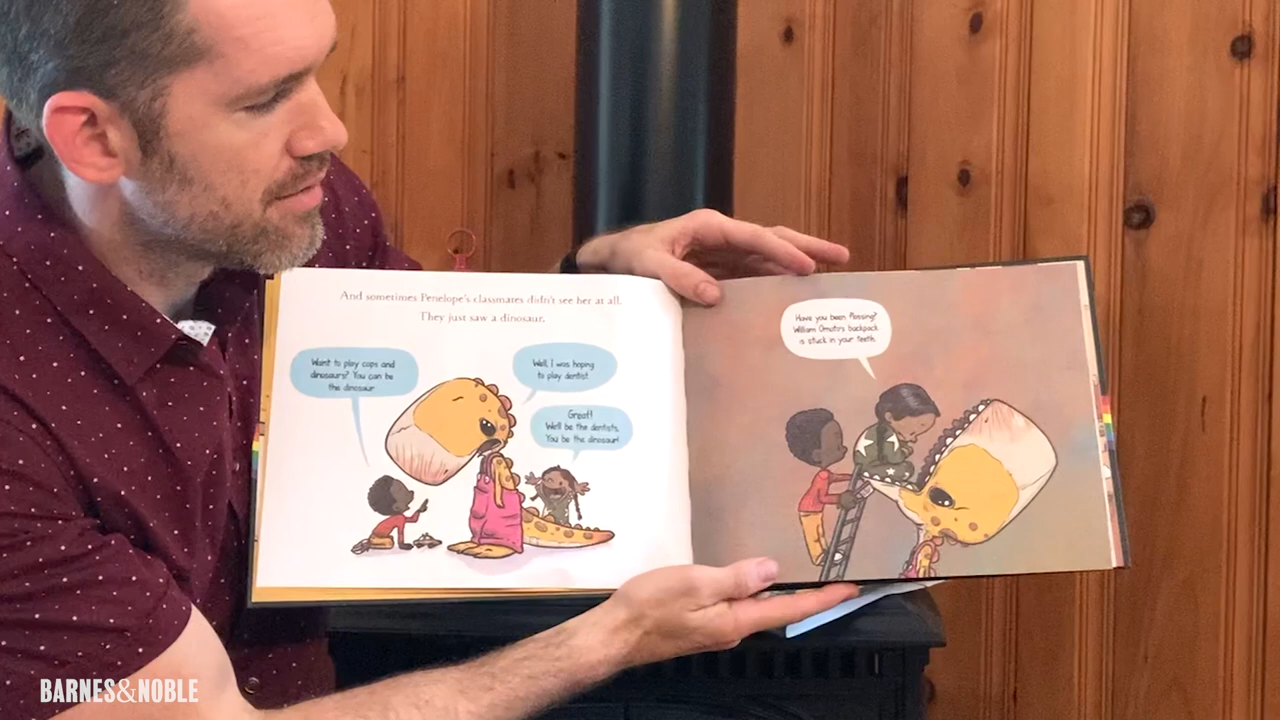 And sometimes Penelope's classmates didn't see her at all.
They just saw a dinosaur.
Want to play cops and
dinosaurs? You can be
the dinosaur
Well, I was hoping
to play dentist
Great!
We'll be the dentists.
You be the dinosaur!
Have you been flossing?
William Omoto's backpack
is stuck in your teeth.
BARNES&NOBLE